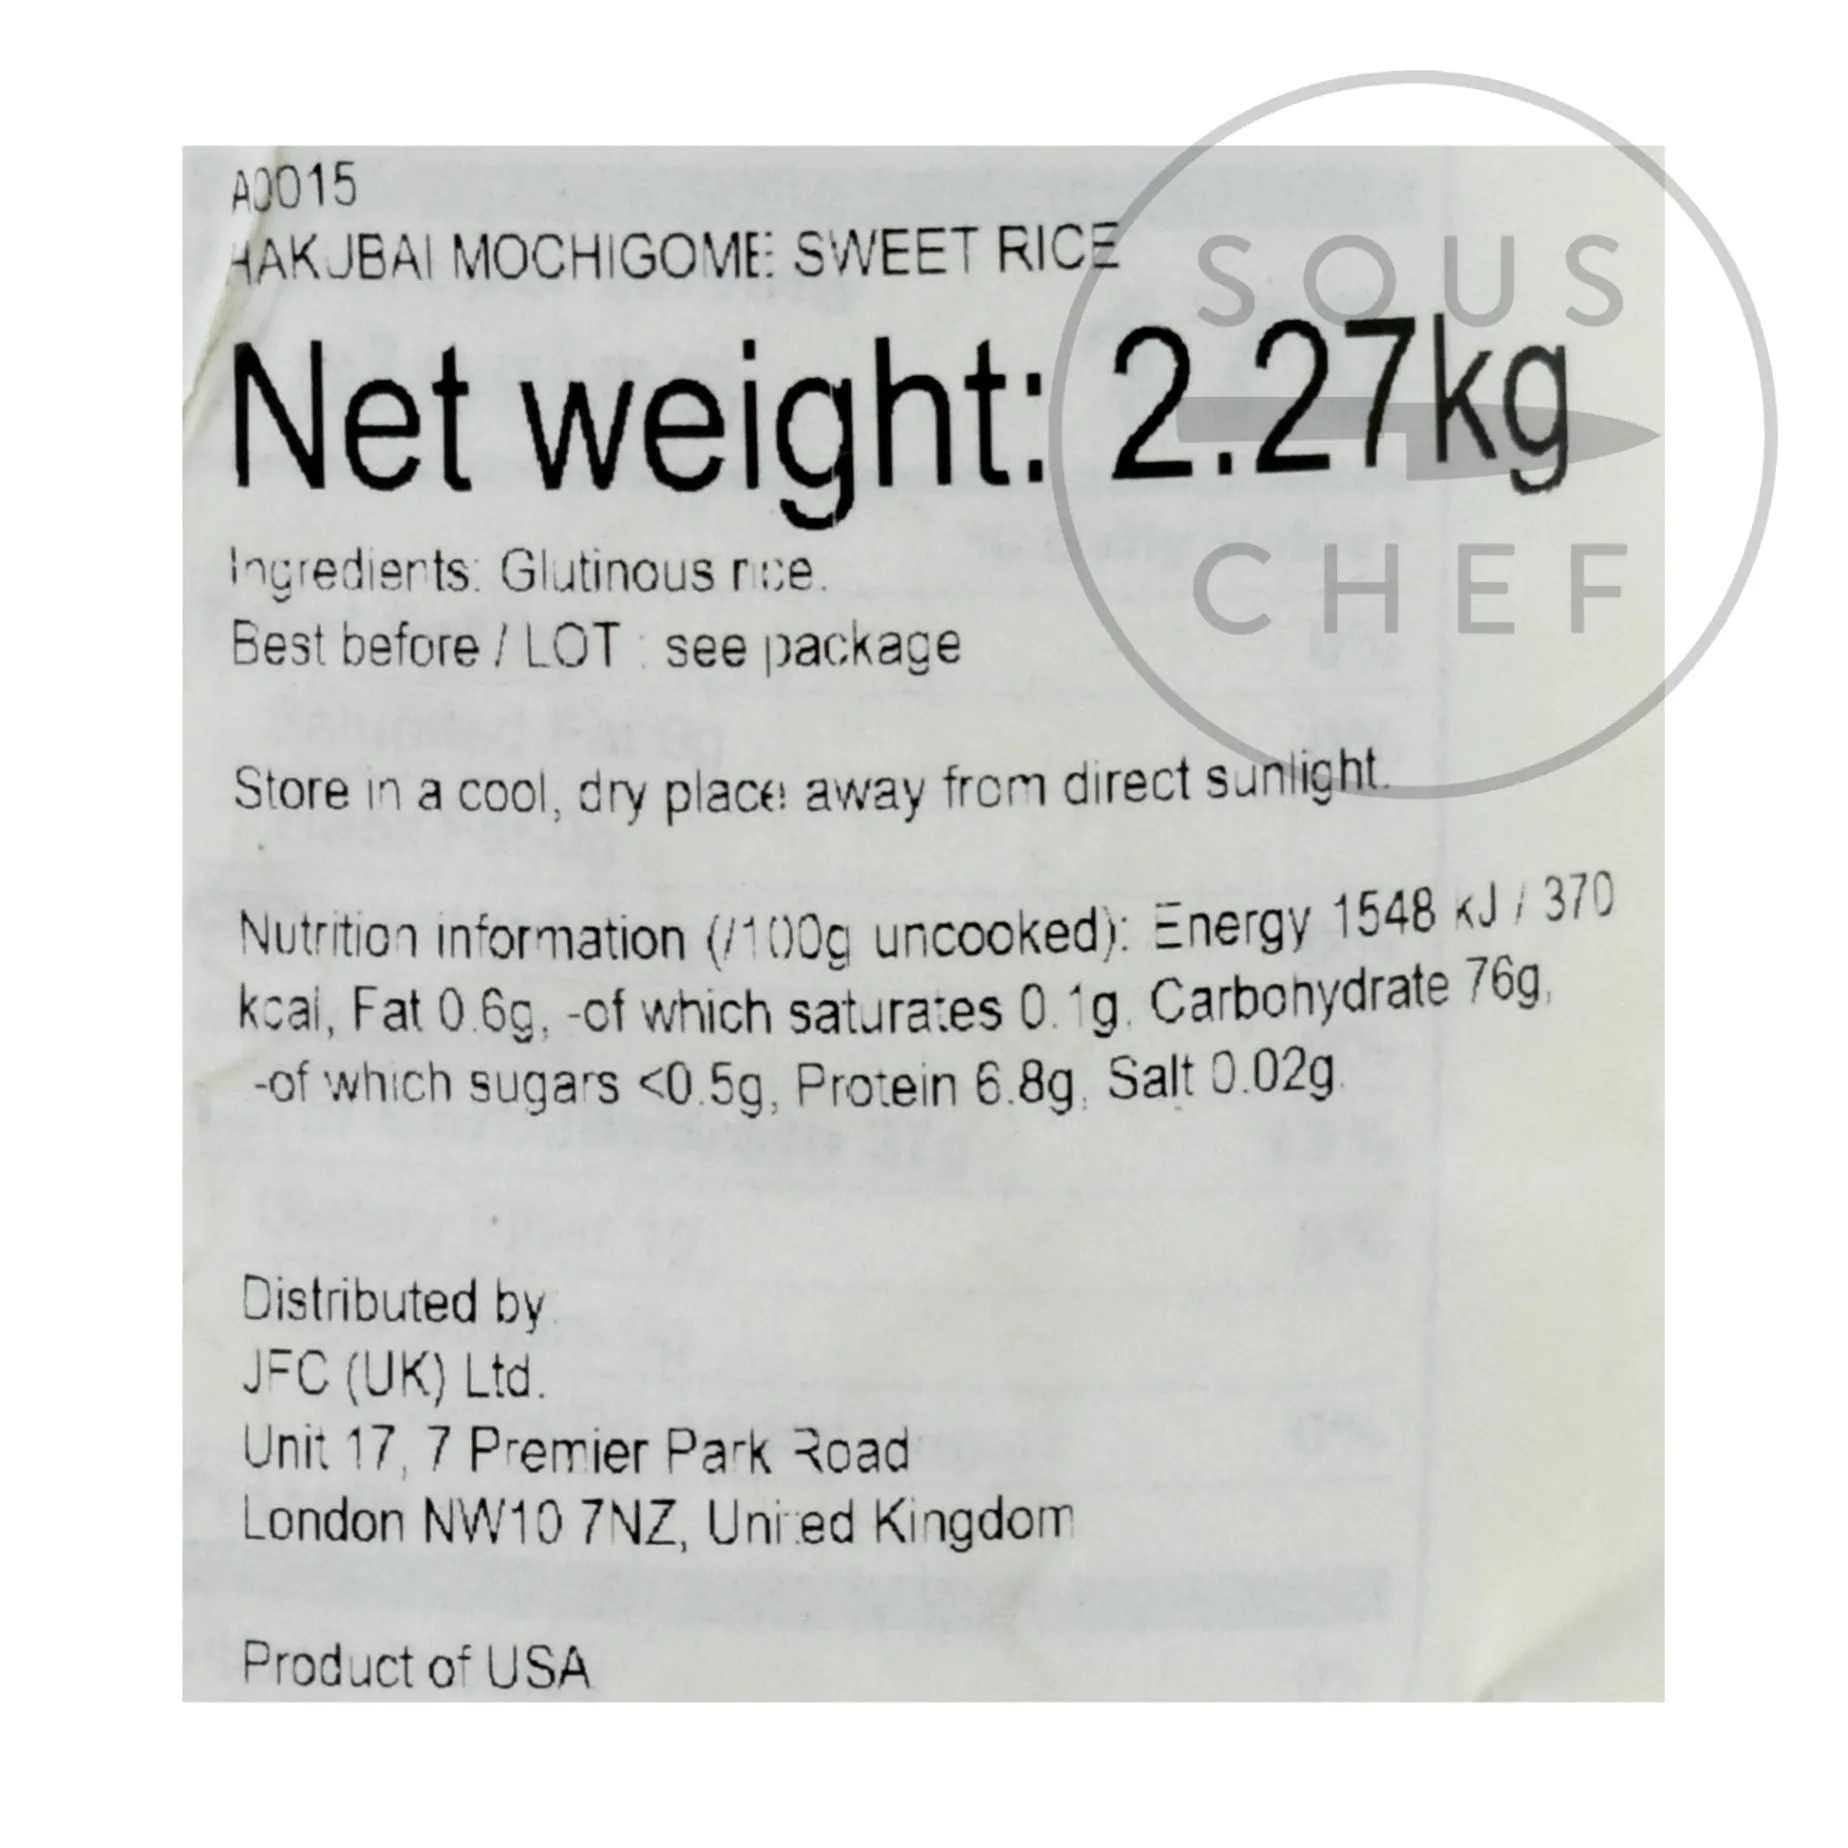 A0015
HAKUBAI MOCHIGOME SWEET RICE
SOUS
Net weight: 2.27kg
CHEF
Ingredients: Glutinous rice.
Best before / LOT : see package
Store in a cool, dry place away from direct sunlight.
Nutrition information (/100g uncooked): Energy 1548 kJ / 370
kcal, Fat 0.6g, -of which saturates 0.1g, Carbohydrate 76g,
-of which sugars <0.5g, Protein 6.8g, Salt 0.02g.
Distributed by
JFC (UK) Ltd.
Unit 17, 7 Premier Park Road
London NW10 7NZ, United Kingdom
Product of USA